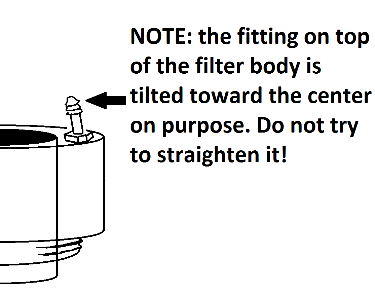 NOTE: the fitting on top
of the filter body is
tilted toward the center
on purpose. Do not try
to straighten it!